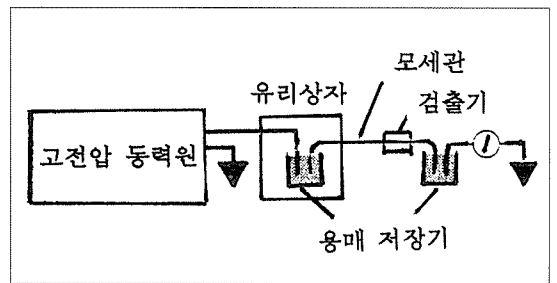 모세관
유리상자
검출기
고전압 동력원
용매 저장기